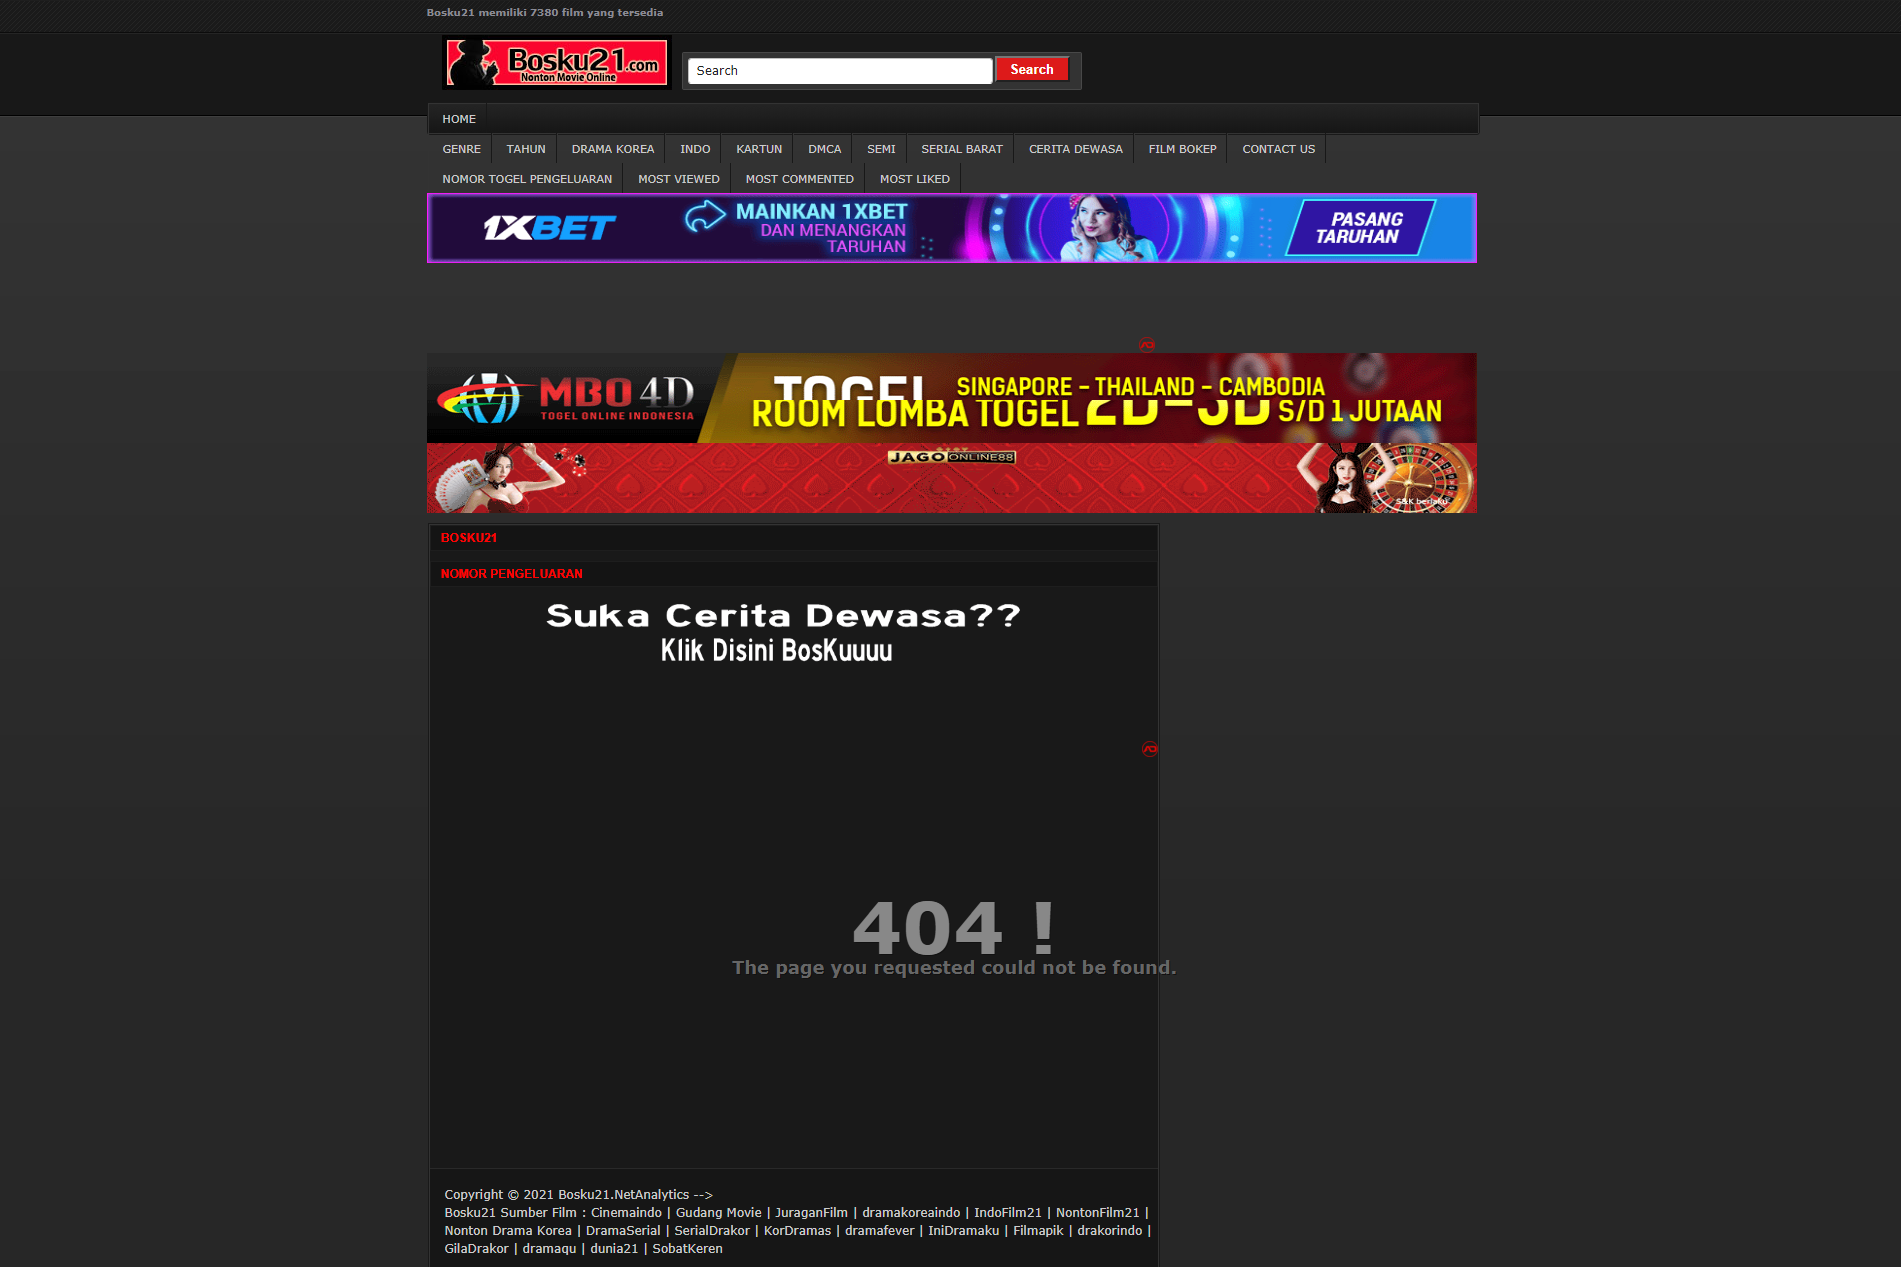 Bosku21 memiliki 7380 film yang tersedia
Bosku21.com
Nonton Movie Online
Search
Search
HOME
GENRE TAHUN DRAMA KOREA INDO KARTUN DMCA SEMI SERIAL BARAT CERITA DEWASA FILM BOKEP CONTACT US
NOMOR TOGEL PENGELUARAN MOST VIEWED MOST COMMENTED MOST LIKED
1XBET
MAINKAN 1XBET
DAN MENANGKAN
TARUHAN
PASANG
TARUHAN
MBO 4D
TOGEL ONLINE INDONESIA
TOGEL SINGAPORE - THAILAND - CAMBODIA
ROOM LOMBA TOGEL 2D-3D S/D 1 JUTAAN
JAGOONLINE88
S&K berlaku
BOSKU21
NOMOR PENGELUARAN
Suka Cerita Dewasa??
Klik Disini BosKuuuu
404 !
The page you requested could not be found.
Copyright © 2021 Bosku21.NetAnalytics -->
Bosku21 Sumber Film : Cinemaindo | Gudang Movie | JuraganFilm | dramakoreaindo | IndoFilm21 | NontonFilm21 |
Nonton Drama Korea | DramaSerial | SerialDrakor | KorDramas | dramafever | IniDramaku | Filmapik | drakorindo |
GilaDrakor | dramaqu | dunia21 | SobatKeren